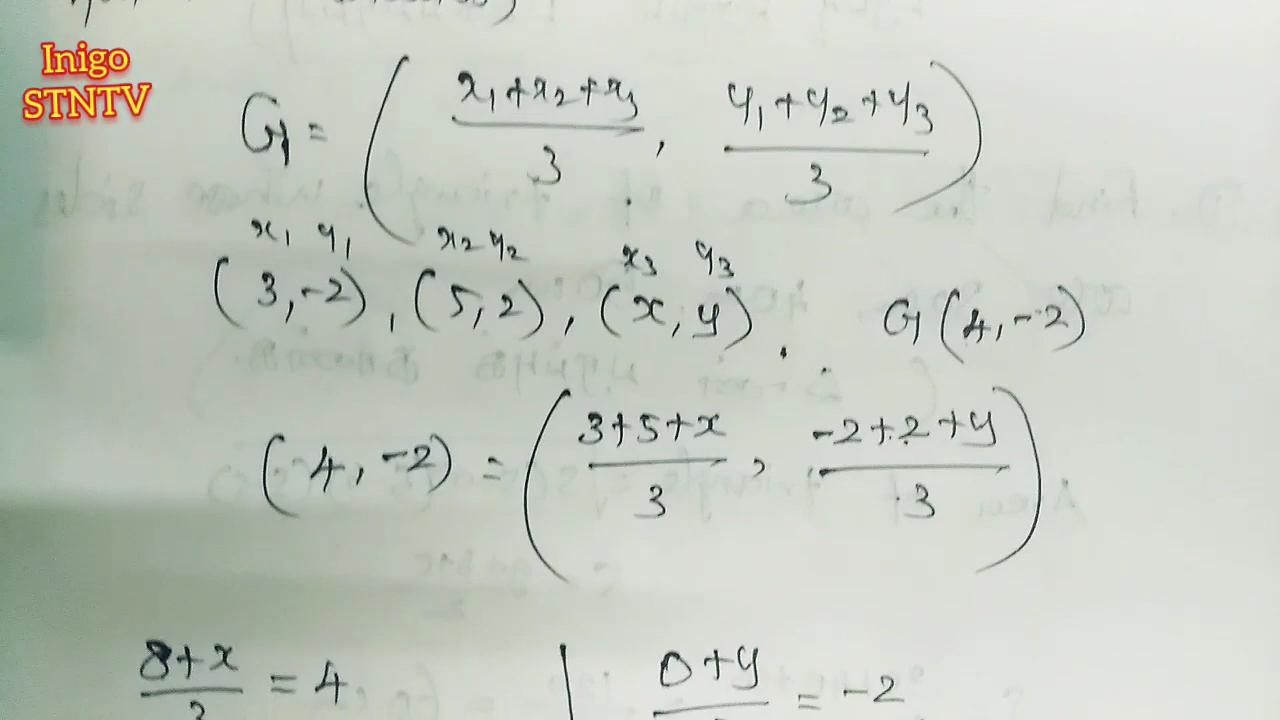 Inigo
STNTV
G = ( x₁+x₂+x₃ / 3 , y₁+y₂+y₃ / 3 )
x₁ y₁ x₂ y₂ x₃ y₃
(3,-2), (5,2), (x,y). G(4,-2)
(4,-2) = ( 3+5+x / 3 , -2+2+y / 3 )
8+x / 3 = 4 | 0+y / = -2